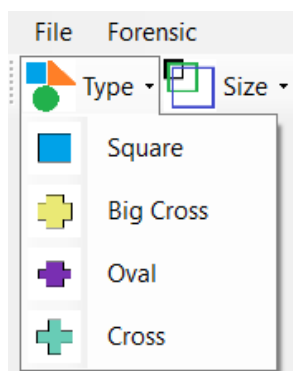 File Forensic
Type Size
Square
Big Cross
Oval
Cross